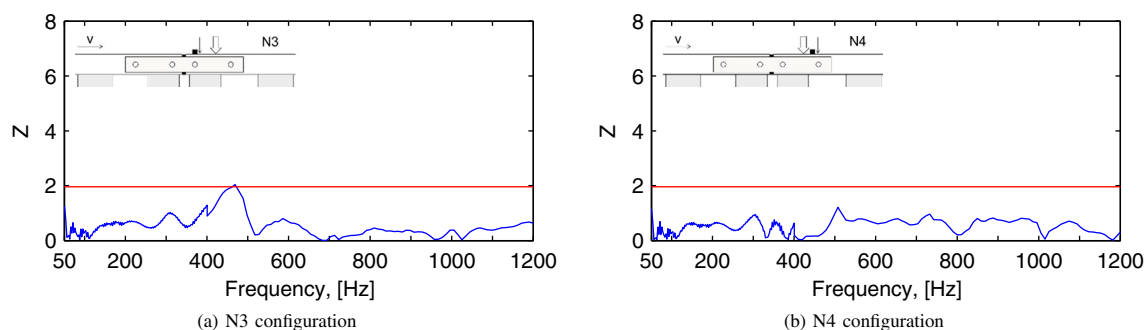 8
6
4
2
0
Z
v
N3
50 200 400 600 800 1000 1200
Frequency, [Hz]
(a) N3 configuration
8
6
4
2
0
Z
v
N4
50 200 400 600 800 1000 1200
Frequency, [Hz]
(b) N4 configuration